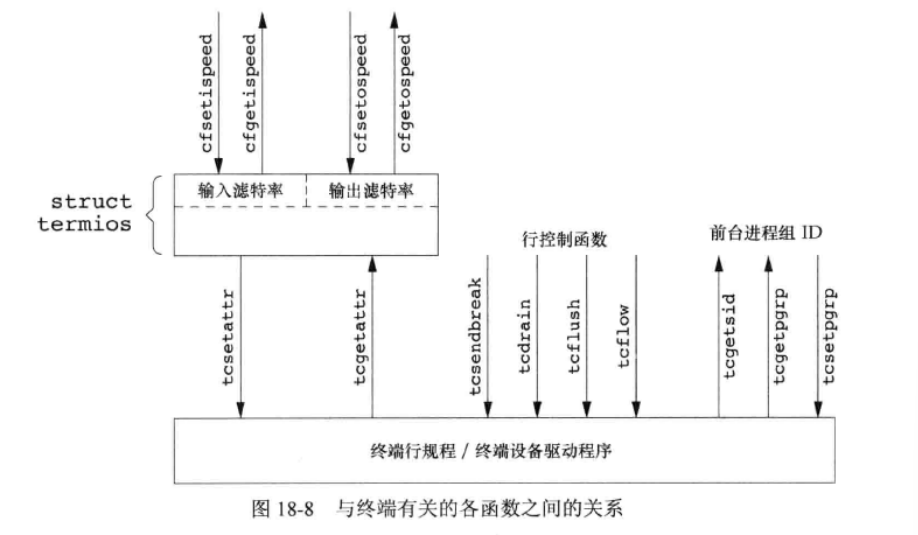 cfsetispeed
cfgetispeed
cfsetospeed
cfgetospeed
struct
termios
输入滤特率
输出滤特率
行控制函数
前台进程组 ID
tcsetattr
tcgetattr
tcsendbreak
tcdrain
tcflush
tcflow
tcgetsid
tcgetpgrp
tcsetpgrp
终端行规程 / 终端设备驱动程序
图 18-8 与终端有关的各函数之间的关系